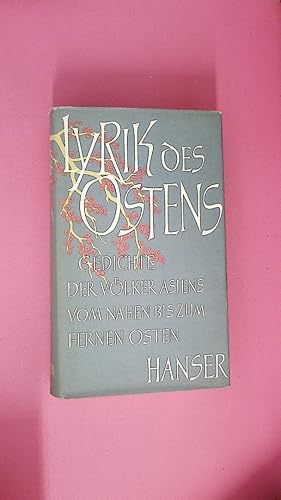 LYRIK DES
OSTENS
GEDICHTE
DER VÖLKER ASIENS
VOM NAHEN BIS ZUM
FERNEN OSTEN
HANSER